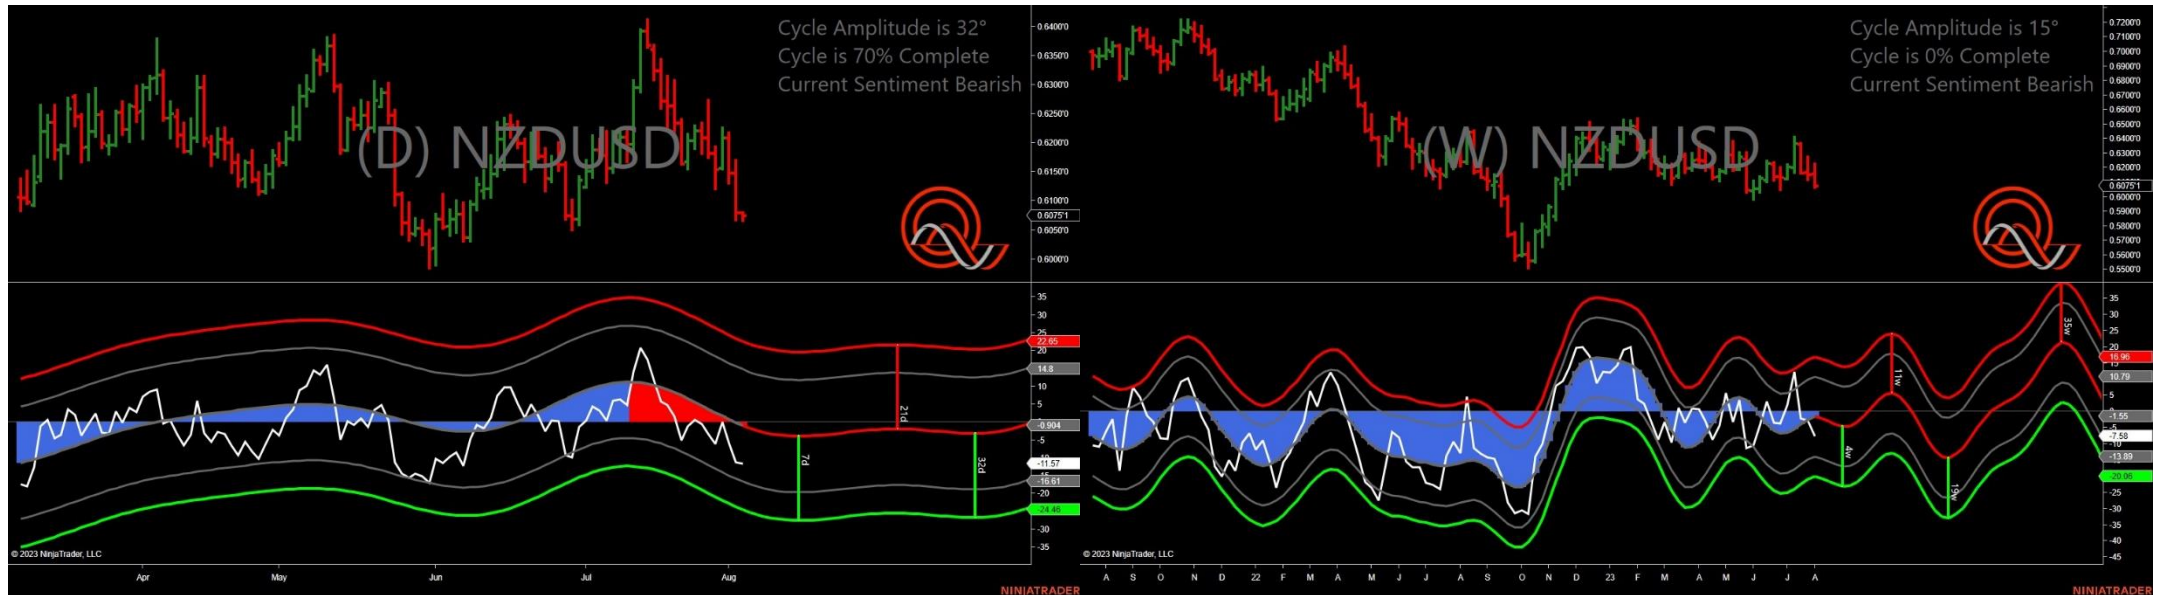 Cycle Amplitude is 32°
Cycle is 70% Complete
Current Sentiment Bearish
(D) NZDUSD
0.6400'0
0.6350'0
0.6300'0
0.6250'0
0.6200'0
0.6150'0
0.6100'0
0.6075'1
0.6050'0
0.6000'0
35
30
25
22.65
20
14.8
10
5
-0.904
-5
-11.57
-16.61
-20
-24.46
-30
-35
7d
21d
32d
© 2023 NinjaTrader, LLC
Apr May Jun Jul Aug
NINJATRADER
Cycle Amplitude is 15°
Cycle is 0% Complete
Current Sentiment Bearish
(W) NZDUSD
0.7200'0
0.7100'0
0.7000'0
0.6900'0
0.6800'0
0.6700'0
0.6600'0
0.6500'0
0.6400'0
0.6300'0
0.6200'0
0.6075'1
0.6000'0
0.5900'0
0.5800'0
0.5700'0
0.5600'0
0.5500'0
35
30
25
20
16.96
10.79
5
-1.55
-5
-7.58
-10
-13.89
-20.06
-25
-30
-35
-40
-45
4w
11w
19w
35w
© 2023 NinjaTrader, LLC
A S O N D 22 F M A M J J A S O N D 23 F M A M J J A
NINJATRADER